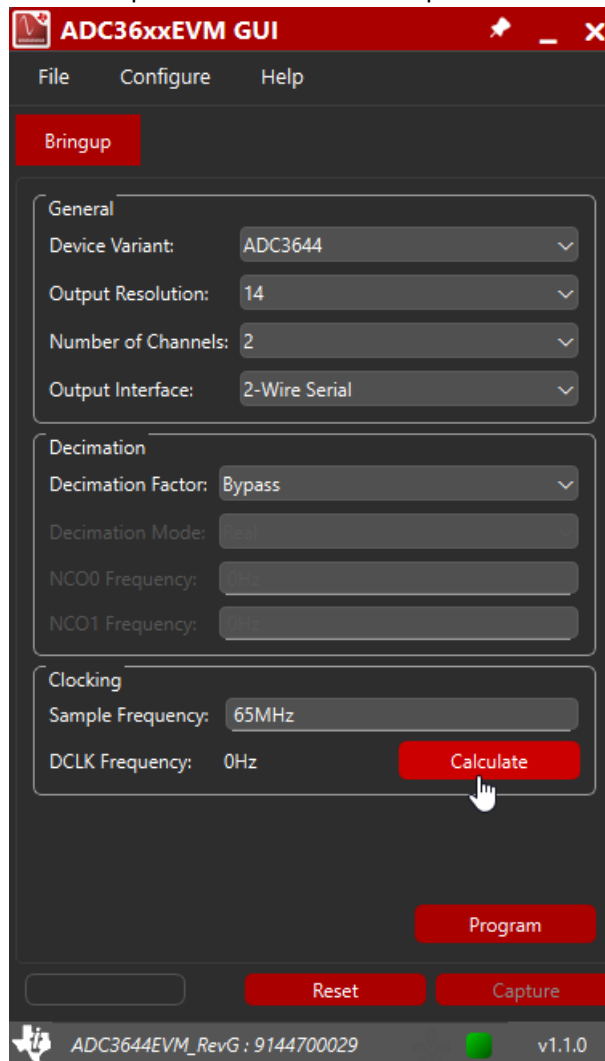 ADC36xxEVM GUI
File Configure Help
Bringup
General
Device Variant: ADC3644
Output Resolution: 14
Number of Channels: 2
Output Interface: 2-Wire Serial
Decimation
Decimation Factor: Bypass
Decimation Mode: Real
NCO0 Frequency: 0Hz
NCO1 Frequency: 0Hz
Clocking
Sample Frequency: 65MHz
DCLK Frequency: 0Hz Calculate
Program
Reset Capture
ADC3644EVM_RevG : 9144700029 v1.1.0